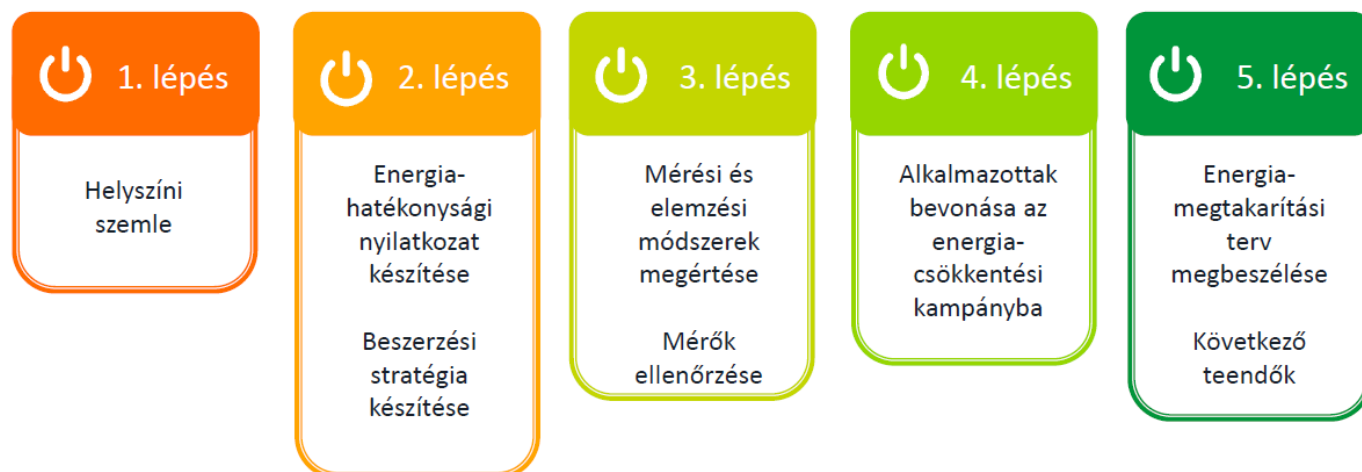 1. lépés
Helyszíni
szemle
2. lépés
Energia-
hatékonysági
nyilatkozat
készítése
Beszerzési
stratégia
készítése
3. lépés
Mérési és
elemzési
módszerek
megértése
Mérők
ellenőrzése
4. lépés
Alkalmazottak
bevonása az
energia-
csökkentési
kampányba
5. lépés
Energia-
megtakarítási
terv
megbeszélése
Következő
teendők